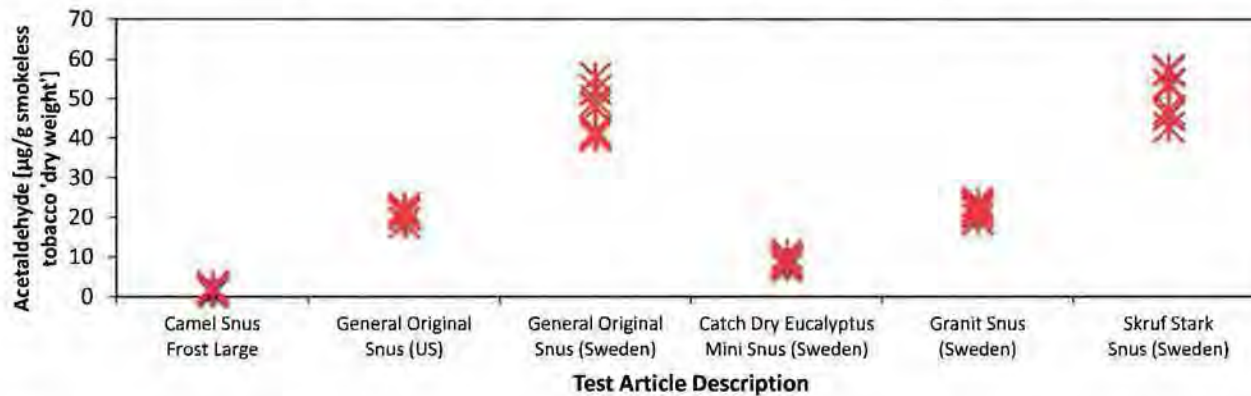 Acetaldehyde [µg/g smokeless
tobacco 'dry weight']
70
60
50
40
30
20
10
0
Camel Snus
Frost Large
General Original
Snus (US)
General Original
Snus (Sweden)
Catch Dry Eucalyptus
Mini Snus (Sweden)
Granit Snus
(Sweden)
Skruf Stark
Snus (Sweden)
Test Article Description